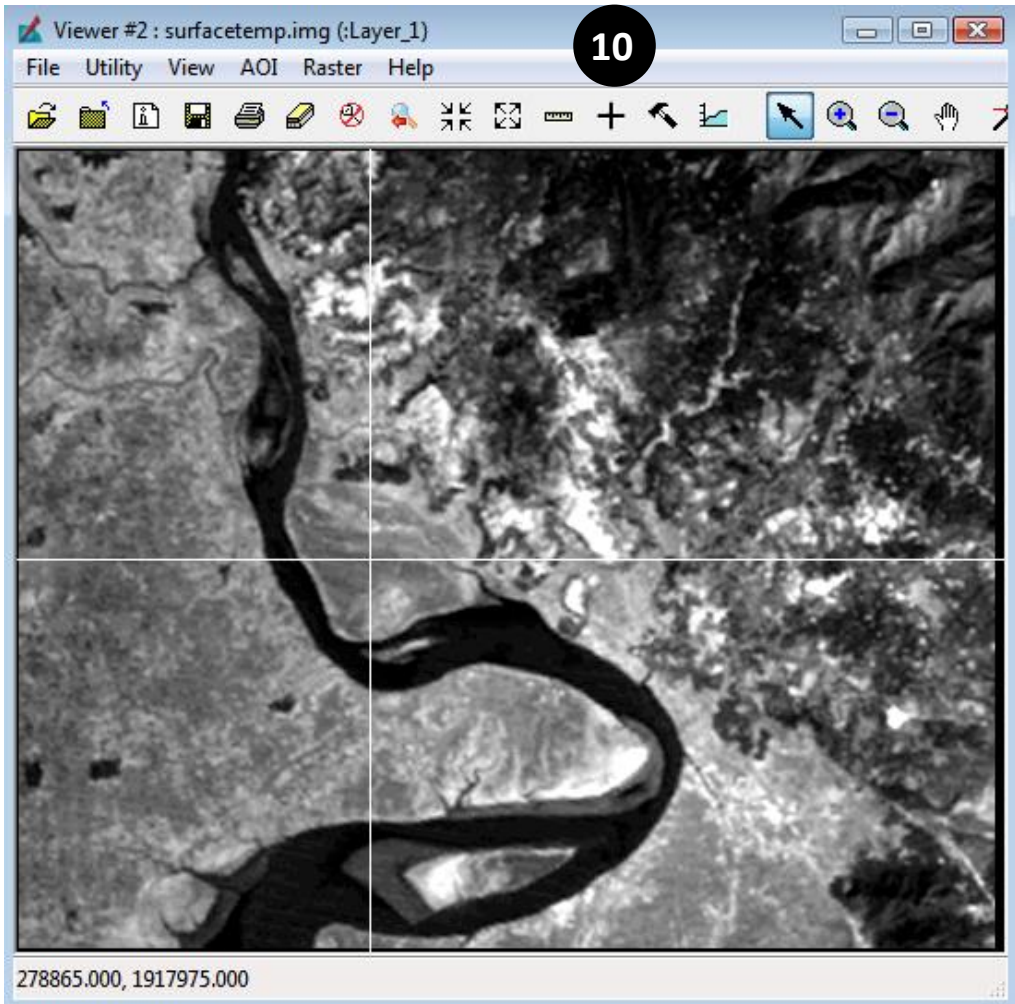 Viewer #2 : surfacetemp.img (:Layer_1)
10
File Utility View AOI Raster Help
278865.000, 1917975.000